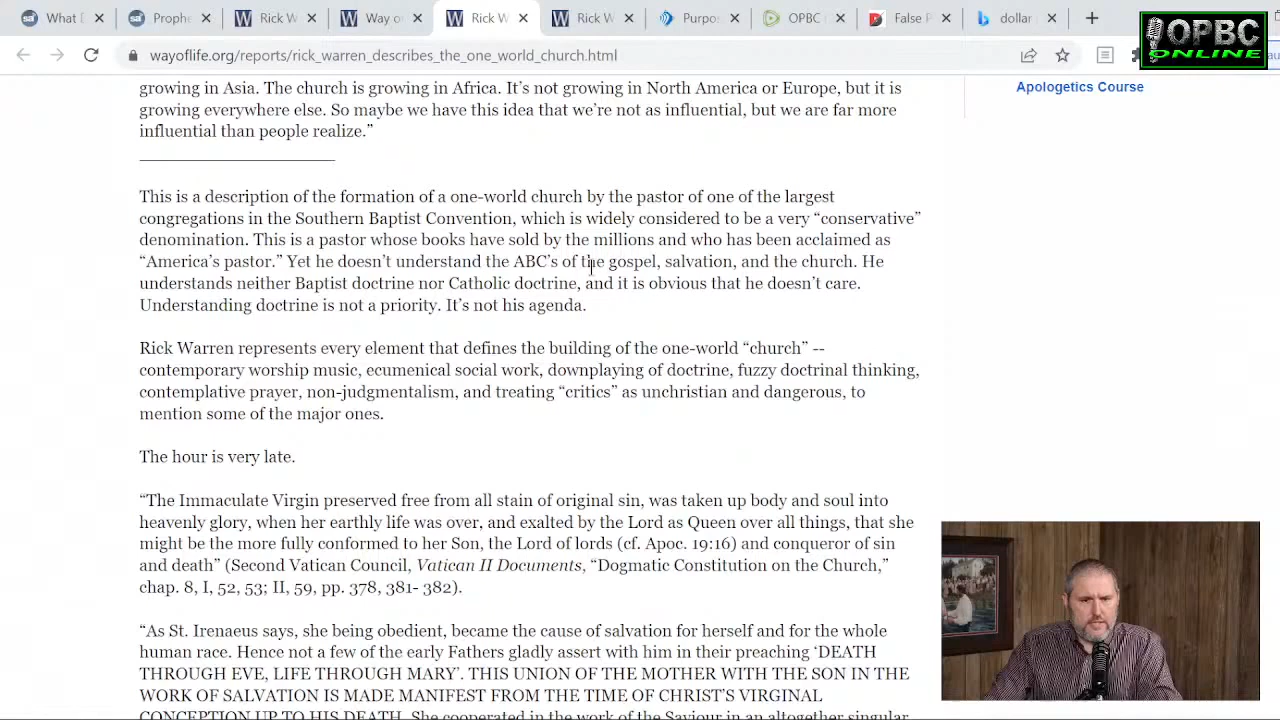 What D
Prophe
Rick W
Way o
Rick W
Rick W
Purpos
OPBC
False P
dollar
OPBC
ONLINE
wayoflife.org/reports/rick_warren_describes_the_one-world_church.html
growing in Asia. The church is growing in Africa. It’s not growing in North America or Europe, but it is
growing everywhere else. So maybe we have this idea that we’re not as influential, but we are far more
influential than people realize.”
Apologetics Course
This is a description of the formation of a one-world church by the pastor of one of the largest
congregations in the Southern Baptist Convention, which is widely considered to be a very “conservative”
denomination. This is a pastor whose books have sold by the millions and who has been acclaimed as
“America’s pastor.” Yet he doesn’t understand the ABC’s of the gospel, salvation, and the church. He
understands neither Baptist doctrine nor Catholic doctrine, and it is obvious that he doesn’t care.
Understanding doctrine is not a priority. It’s not his agenda.
Rick Warren represents every element that defines the building of the one-world “church” --
contemporary worship music, ecumenical social work, downplaying of doctrine, fuzzy doctrinal thinking,
contemplative prayer, non-judgmentalism, and treating “critics” as unchristian and dangerous, to
mention some of the major ones.
The hour is very late.
“The Immaculate Virgin preserved free from all stain of original sin, was taken up body and soul into
heavenly glory, when her earthly life was over, and exalted by the Lord as Queen over all things, that she
might be the more fully conformed to her Son, the Lord of lords (cf. Apoc. 19:16) and conqueror of sin
and death” (Second Vatican Council, Vatican II Documents, “Dogmatic Constitution on the Church,”
chap. 8, I, 52, 53; II, 59, pp. 378, 381- 382).
“As St. Irenaeus says, she being obedient, became the cause of salvation for herself and for the whole
human race. Hence not a few of the early Fathers gladly assert with him in their preaching ‘DEATH
THROUGH EVE, LIFE THROUGH MARY’. THIS UNION OF THE MOTHER WITH THE SON IN THE
WORK OF SALVATION IS MADE MANIFEST FROM THE TIME OF CHRIST’S VIRGINAL
CONCEPTION UP TO HIS DEATH. She cooperated in the work of the Saviour in an altogether singular